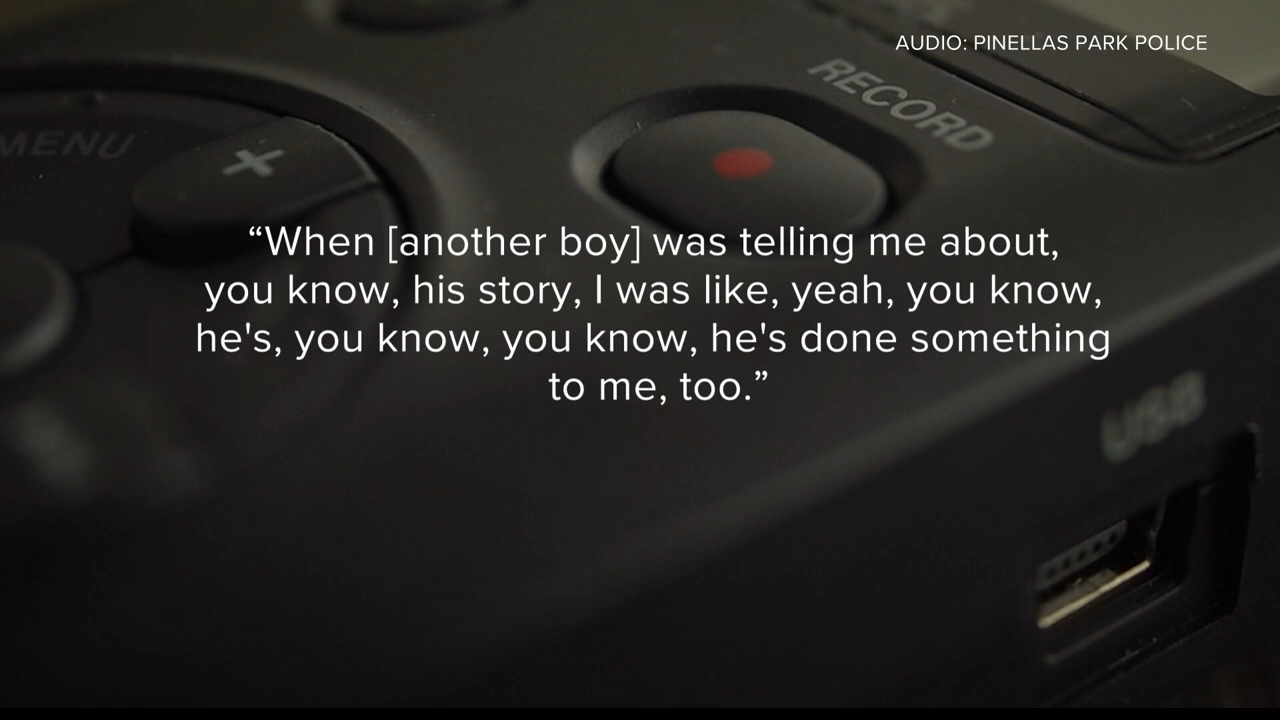 AUDIO: PINELLAS PARK POLICE
RECORD
MENU
+
“When [another boy] was telling me about,
you know, his story, I was like, yeah, you know,
he's, you know, you know, he's done something
to me, too.”
USB